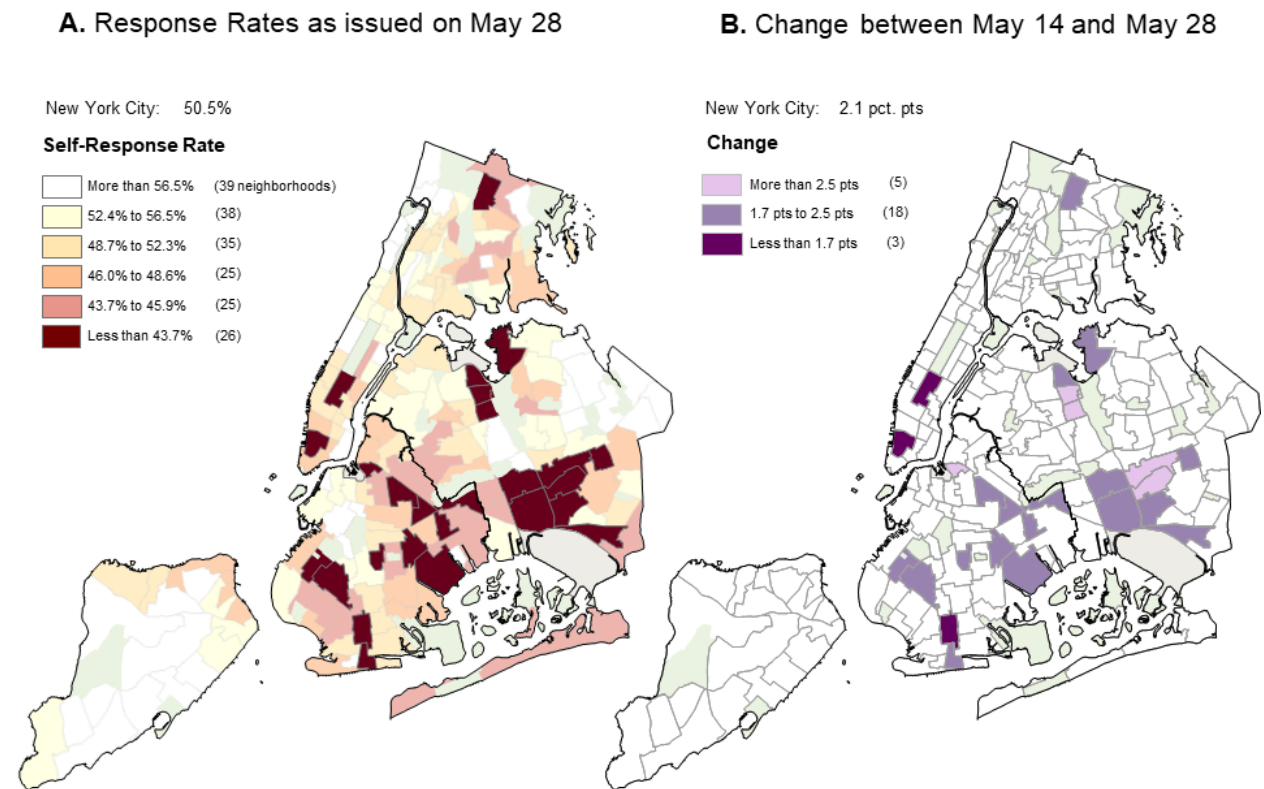 A. Response Rates as issued on May 28
New York City: 50.5%
Self-Response Rate
More than 56.5% (39 neighborhoods)
52.4% to 56.5% (38)
48.7% to 52.3% (35)
46.0% to 48.6% (25)
43.7% to 45.9% (25)
Less than 43.7% (26)
B. Change between May 14 and May 28
New York City: 2.1 pct. pts
Change
More than 2.5 pts (5)
1.7 pts to 2.5 pts (18)
Less than 1.7 pts (3)